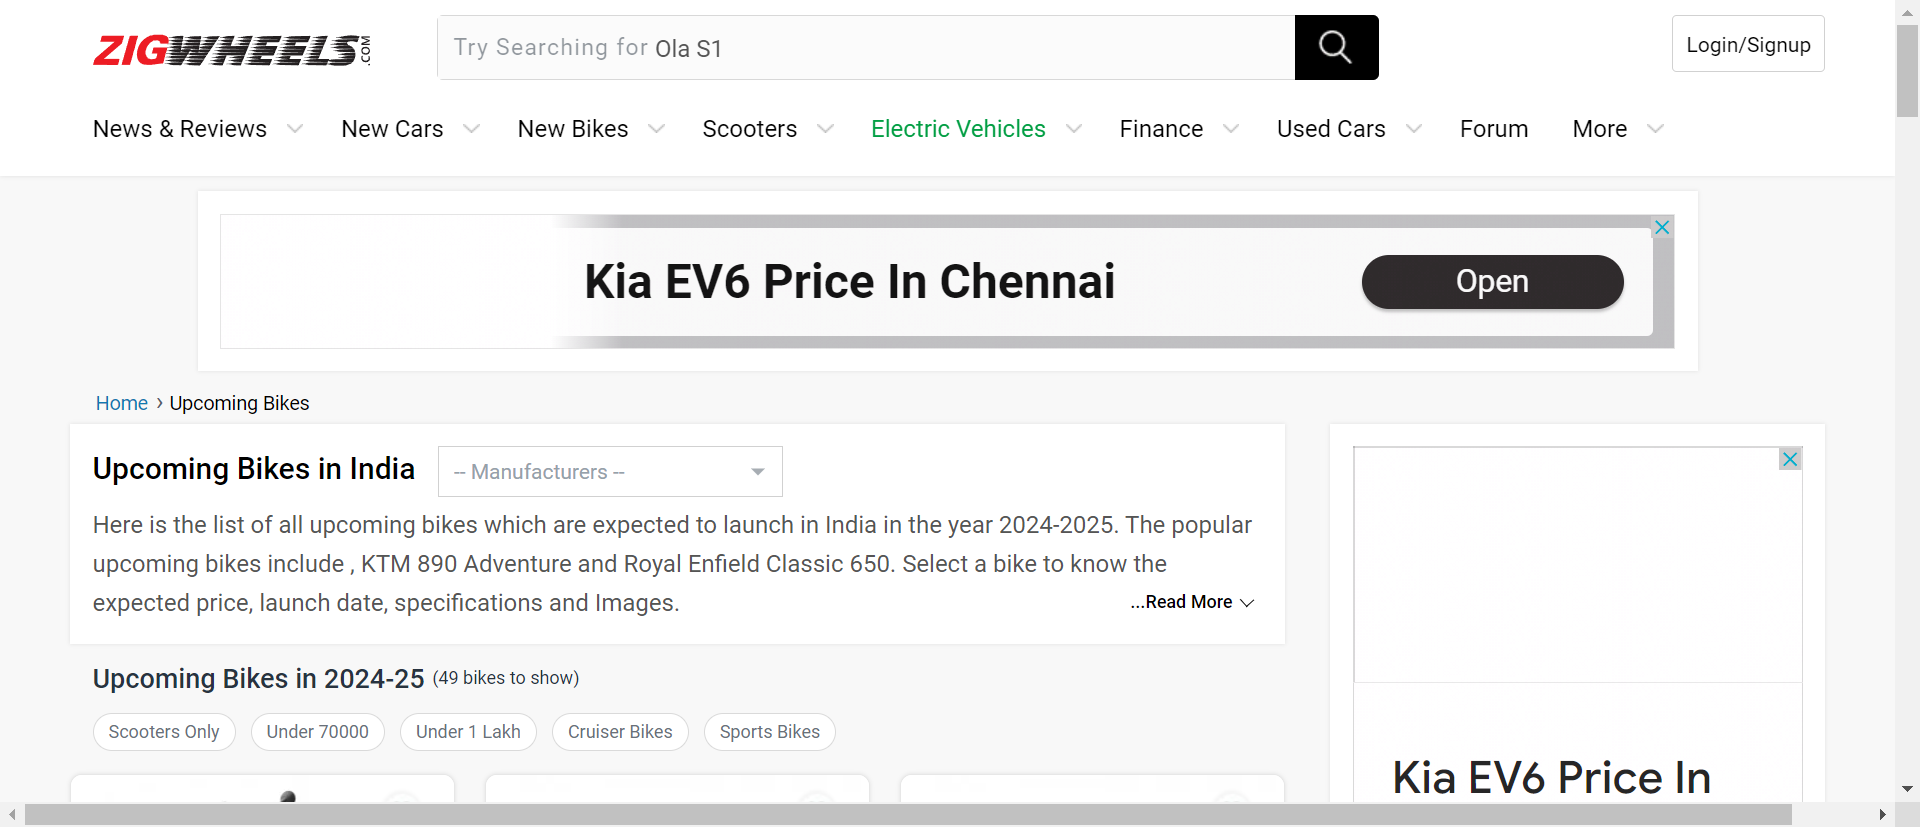 ZIGWHEELS.COM
Try Searching for Ola S1
Login/Signup
News & Reviews New Cars New Bikes Scooters Electric Vehicles Finance Used Cars Forum More
Kia EV6 Price In Chennai
Open
Home › Upcoming Bikes
Upcoming Bikes in India
-- Manufacturers --
Here is the list of all upcoming bikes which are expected to launch in India in the year 2024-2025. The popular
upcoming bikes include , KTM 890 Adventure and Royal Enfield Classic 650. Select a bike to know the
expected price, launch date, specifications and Images.
...Read More
Upcoming Bikes in 2024-25 (49 bikes to show)
Scooters Only Under 70000 Under 1 Lakh Cruiser Bikes Sports Bikes
Kia EV6 Price In